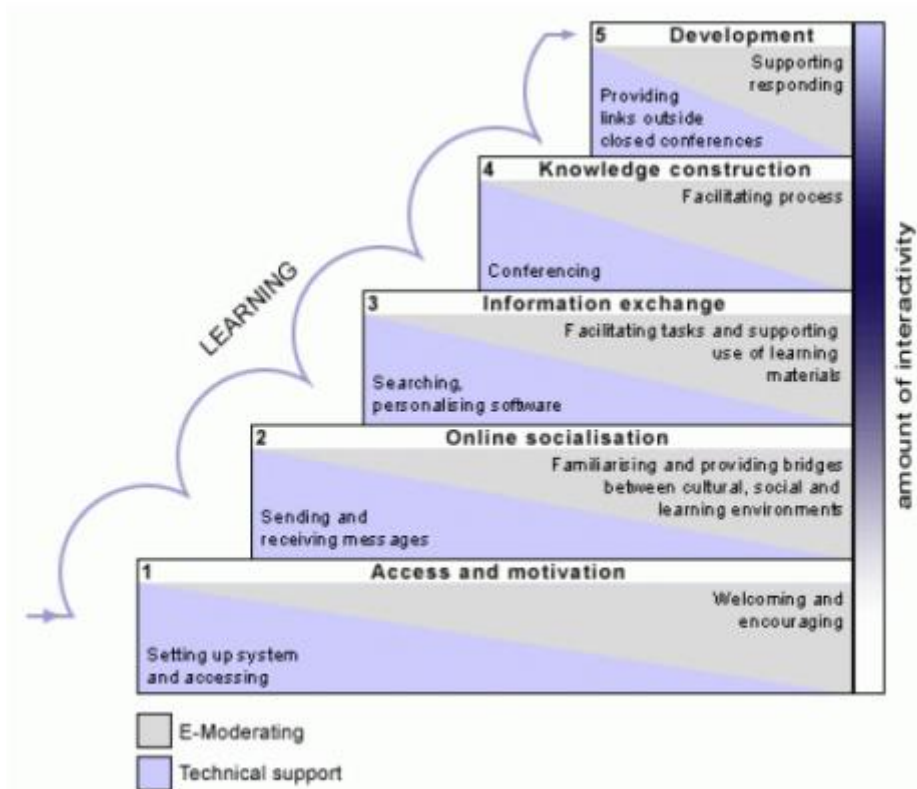 5 Development
Supporting
responding
Providing
links outside
closed conferences
4 Knowledge construction
Facilitating process
Conferencing
3 Information exchange
Facilitating tasks and supporting
use of learning
materials
Searching,
personalising software
2 Online socialisation
Familiarising and providing bridges
between cultural, social and
learning environments
Sending and
receiving messages
1 Access and motivation
Welcoming and
encouraging
Setting up system
and accessing
LEARNING
amount of interactivity
E-Moderating
Technical support